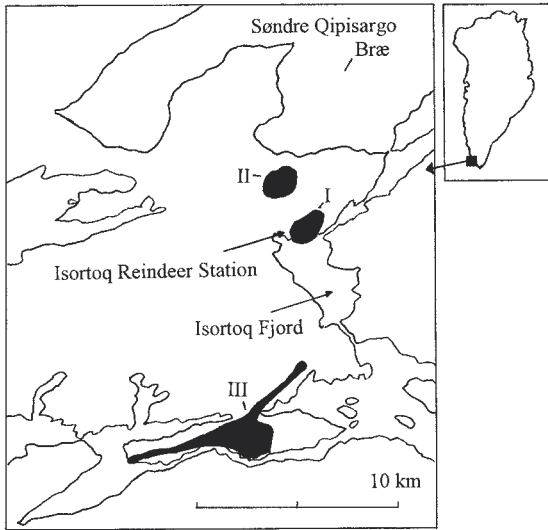 Søndre Qipisargo
Bræ
II
I
Isortoq Reindeer Station
Isortoq Fjord
III
10 km